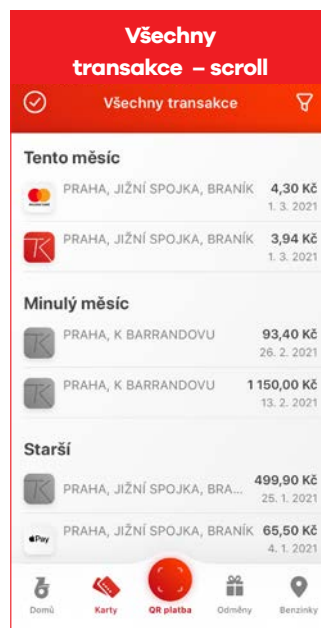 Všechny
transakce – scroll
Všechny transakce
Tento měsíc
PRAHA, JIŽNÍ SPOJKA, BRANÍK 4,30 Kč
1. 3. 2021
PRAHA, JIŽNÍ SPOJKA, BRANÍK 3,94 Kč
1. 3. 2021
Minulý měsíc
PRAHA, K BARRANDOVU 93,40 Kč
26. 2. 2021
PRAHA, K BARRANDOVU 1 150,00 Kč
13. 2. 2021
Starší
PRAHA, JIŽNÍ SPOJKA, BRA... 499,90 Kč
25. 1. 2021
PRAHA, JIŽNÍ SPOJKA, BRANÍK 65,50 Kč
Pay
4. 1. 2021
Domů Karty QR platba Odměny Benzinky